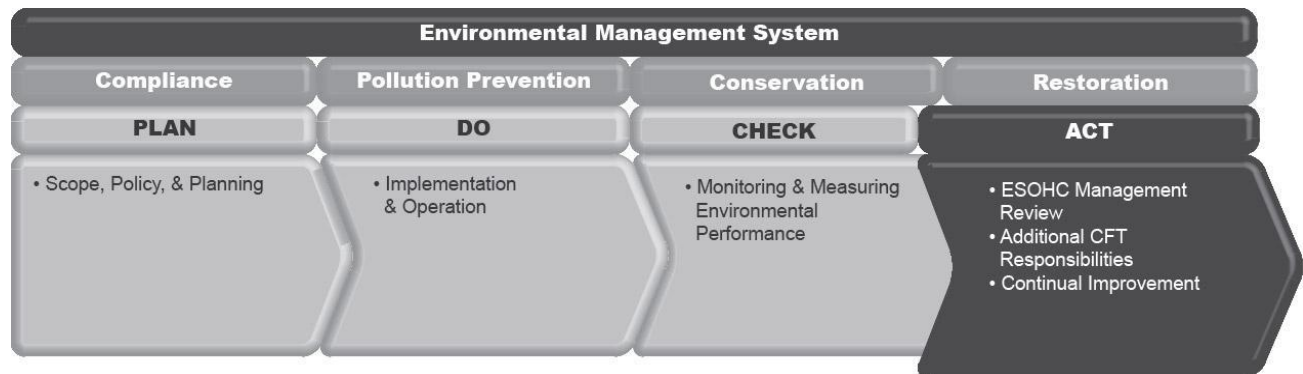 Environmental Management System
Compliance
Pollution Prevention
Conservation
Restoration
PLAN
DO
CHECK
ACT
• Scope, Policy, & Planning
• Implementation
& Operation
• Monitoring & Measuring
Environmental
Performance
• ESOHC Management
Review
• Additional CFT
Responsibilities
• Continual Improvement